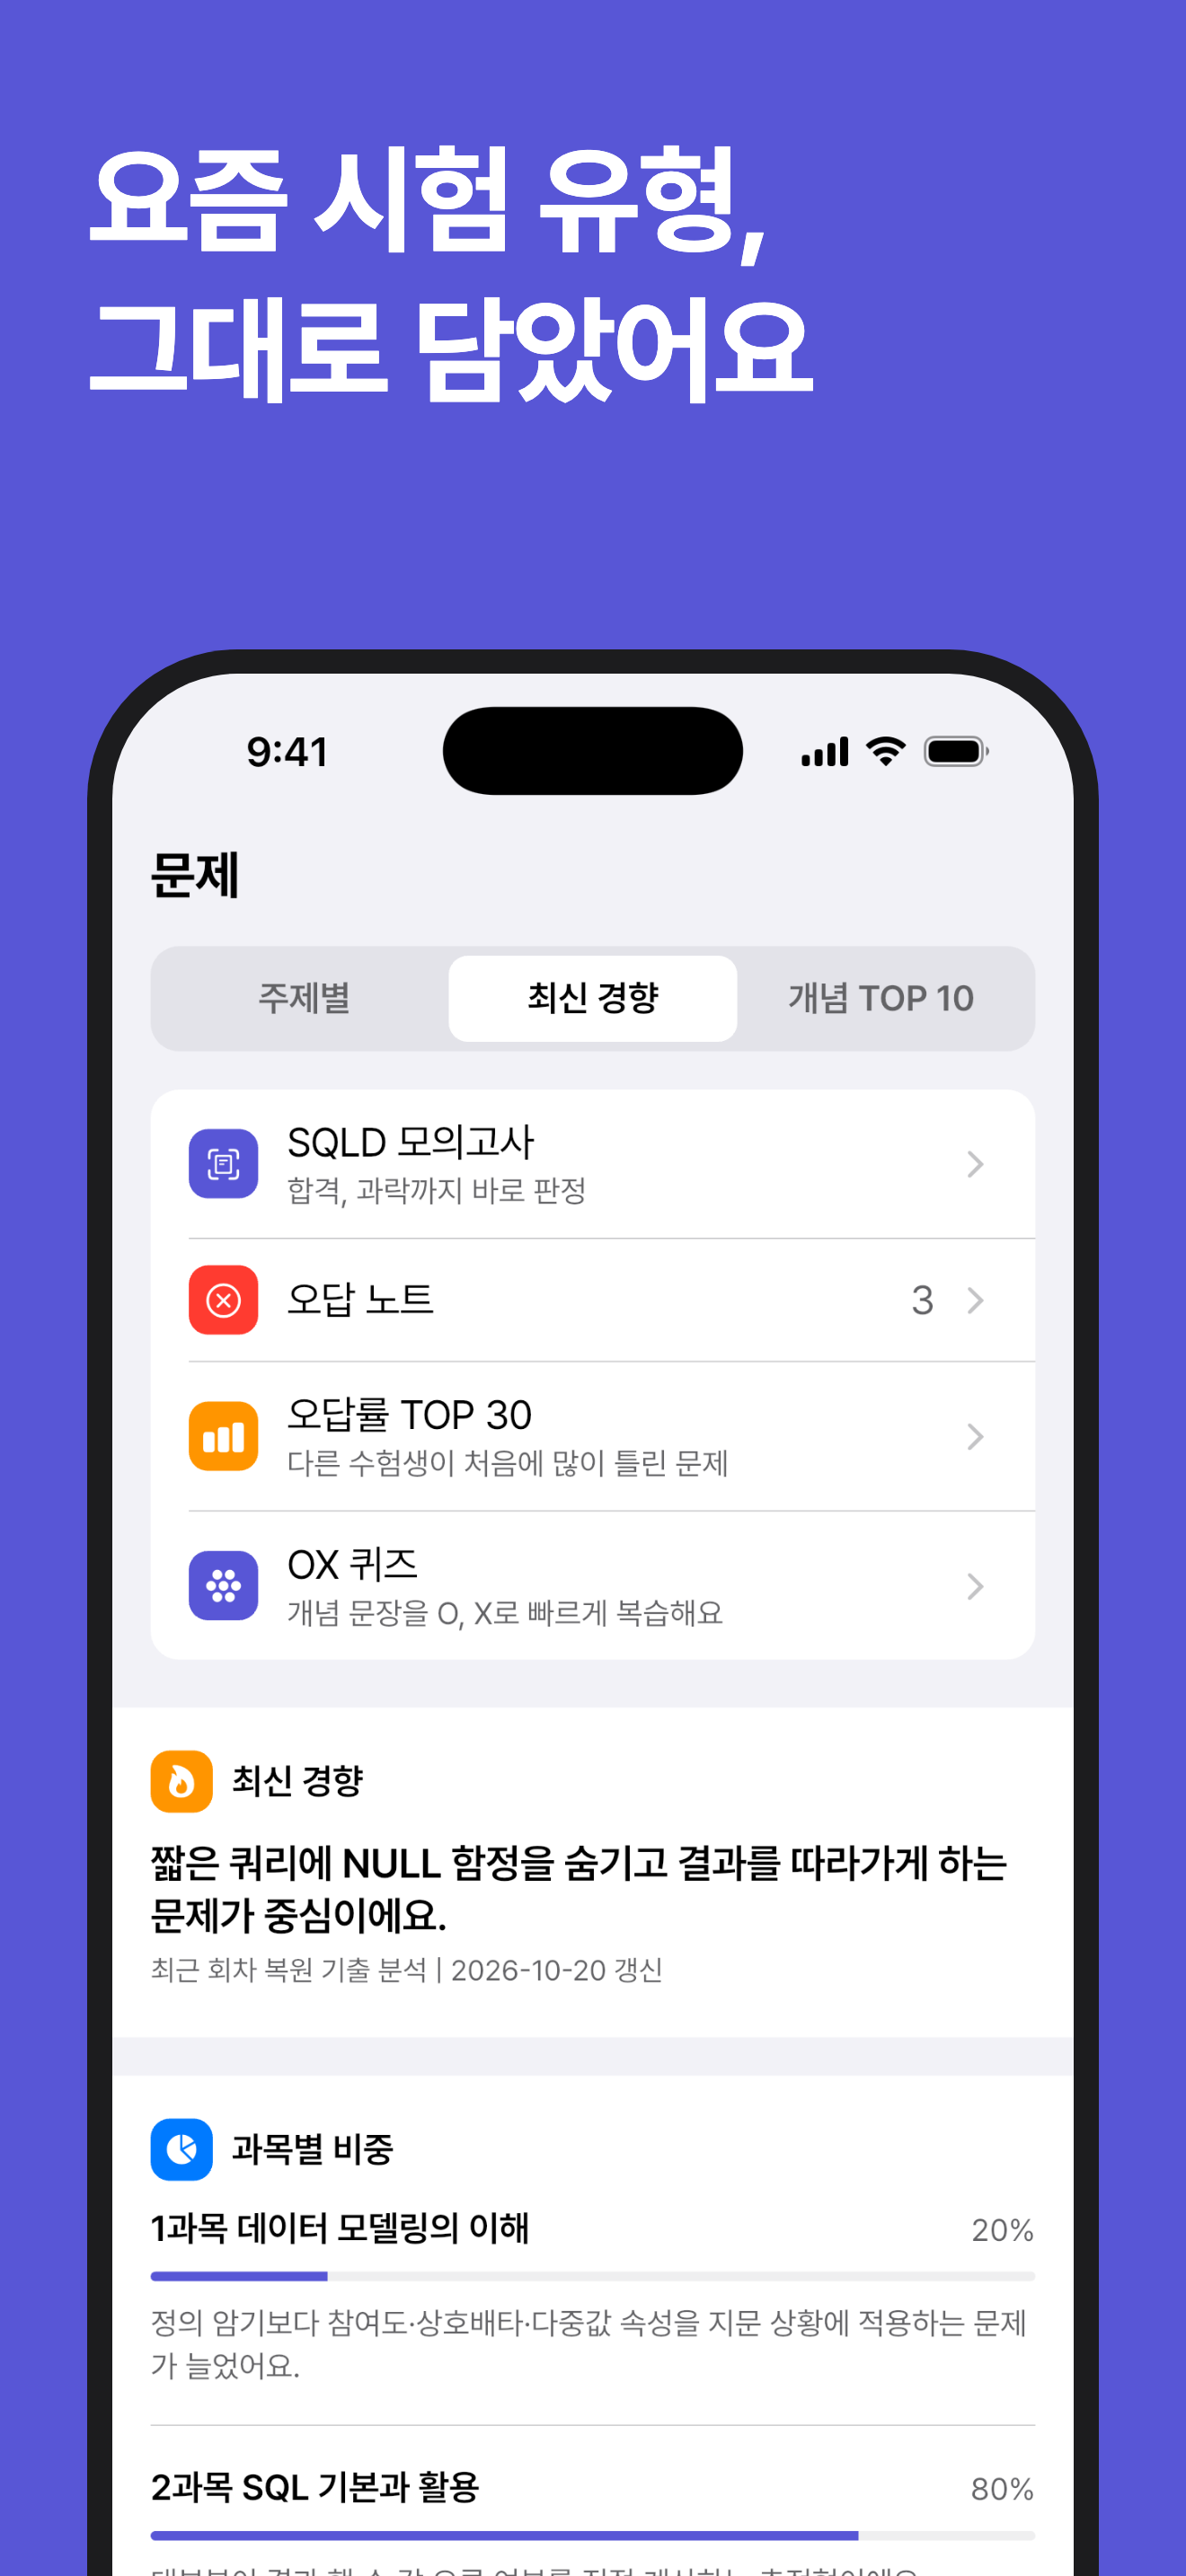 요즘 시험 유형,
그대로 담았어요
9:41
문제
주제별 최신 경향 개념 TOP 10
SQLD 모의고사
합격, 과락까지 바로 판정
오답 노트 3
오답률 TOP 30
다른 수험생이 처음에 많이 틀린 문제
OX 퀴즈
개념 문장을 O, X로 빠르게 복습해요
최신 경향
짧은 쿼리에 NULL 함정을 숨기고 결과를 따라가게 하는
문제가 중심이에요.
최근 회차 복원 기출 분석 | 2026-10-20 갱신
과목별 비중
1과목 데이터 모델링의 이해 20%
정의 암기보다 참여도·상호배타·다중값 속성을 지문 상황에 적용하는 문제
가 늘었어요.
2과목 SQL 기본과 활용 80%